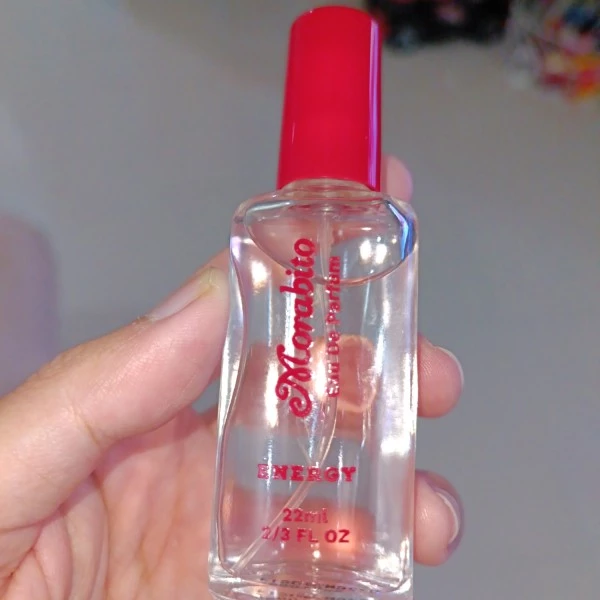 Morabito
Eau De Parfum
ENERGY
22ml
2/3 FL OZ